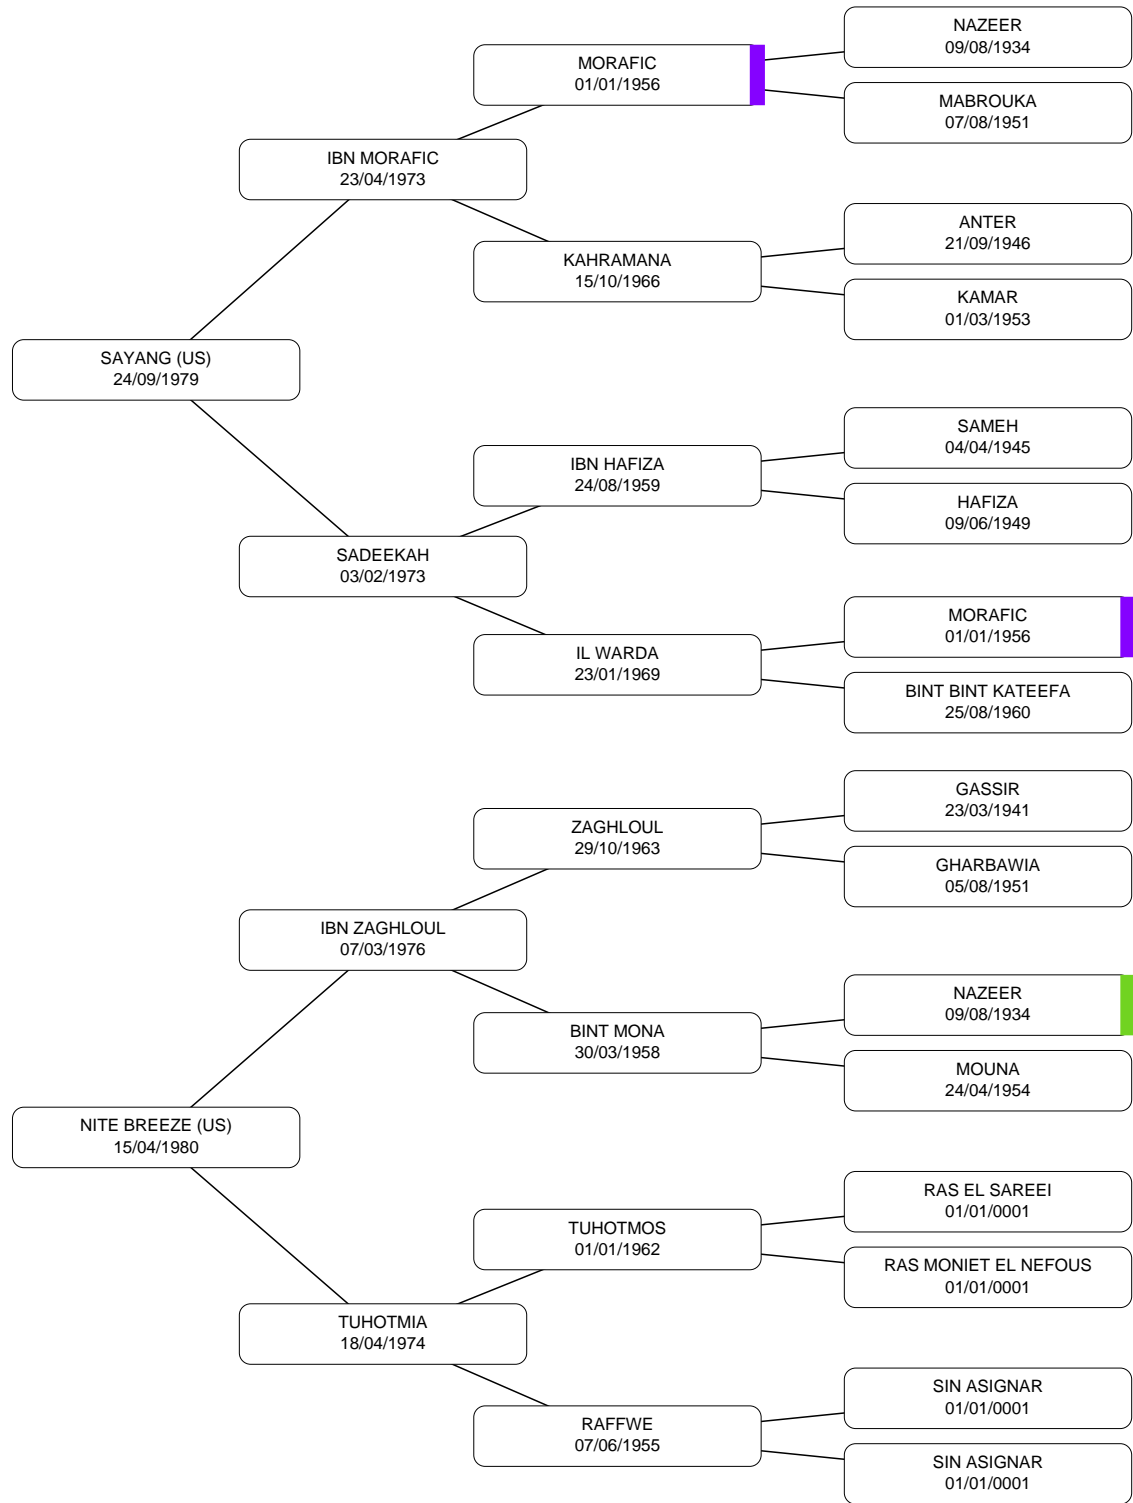 NAZEER
09/08/1934
MORAFIC
01/01/1956
MABROUKA
07/08/1951
IBN MORAFIC
23/04/1973
ANTER
21/09/1946
KAHRAMANA
15/10/1966
KAMAR
01/03/1953
SAYANG (US)
24/09/1979
SAMEH
04/04/1945
IBN HAFIZA
24/08/1959
HAFIZA
09/06/1949
SADEEKAH
03/02/1973
MORAFIC
01/01/1956
IL WARDA
23/01/1969
BINT BINT KATEEFA
25/08/1960
GASSIR
23/03/1941
ZAGHLOUL
29/10/1963
GHARBAWIA
05/08/1951
IBN ZAGHLOUL
07/03/1976
NAZEER
09/08/1934
BINT MONA
30/03/1958
MOUNA
24/04/1954
NITE BREEZE (US)
15/04/1980
RAS EL SAREEI
01/01/0001
TUHOTMOS
01/01/1962
RAS MONIET EL NEFOUS
01/01/0001
TUHOTMIA
18/04/1974
SIN ASIGNAR
01/01/0001
RAFFWE
07/06/1955
SIN ASIGNAR
01/01/0001